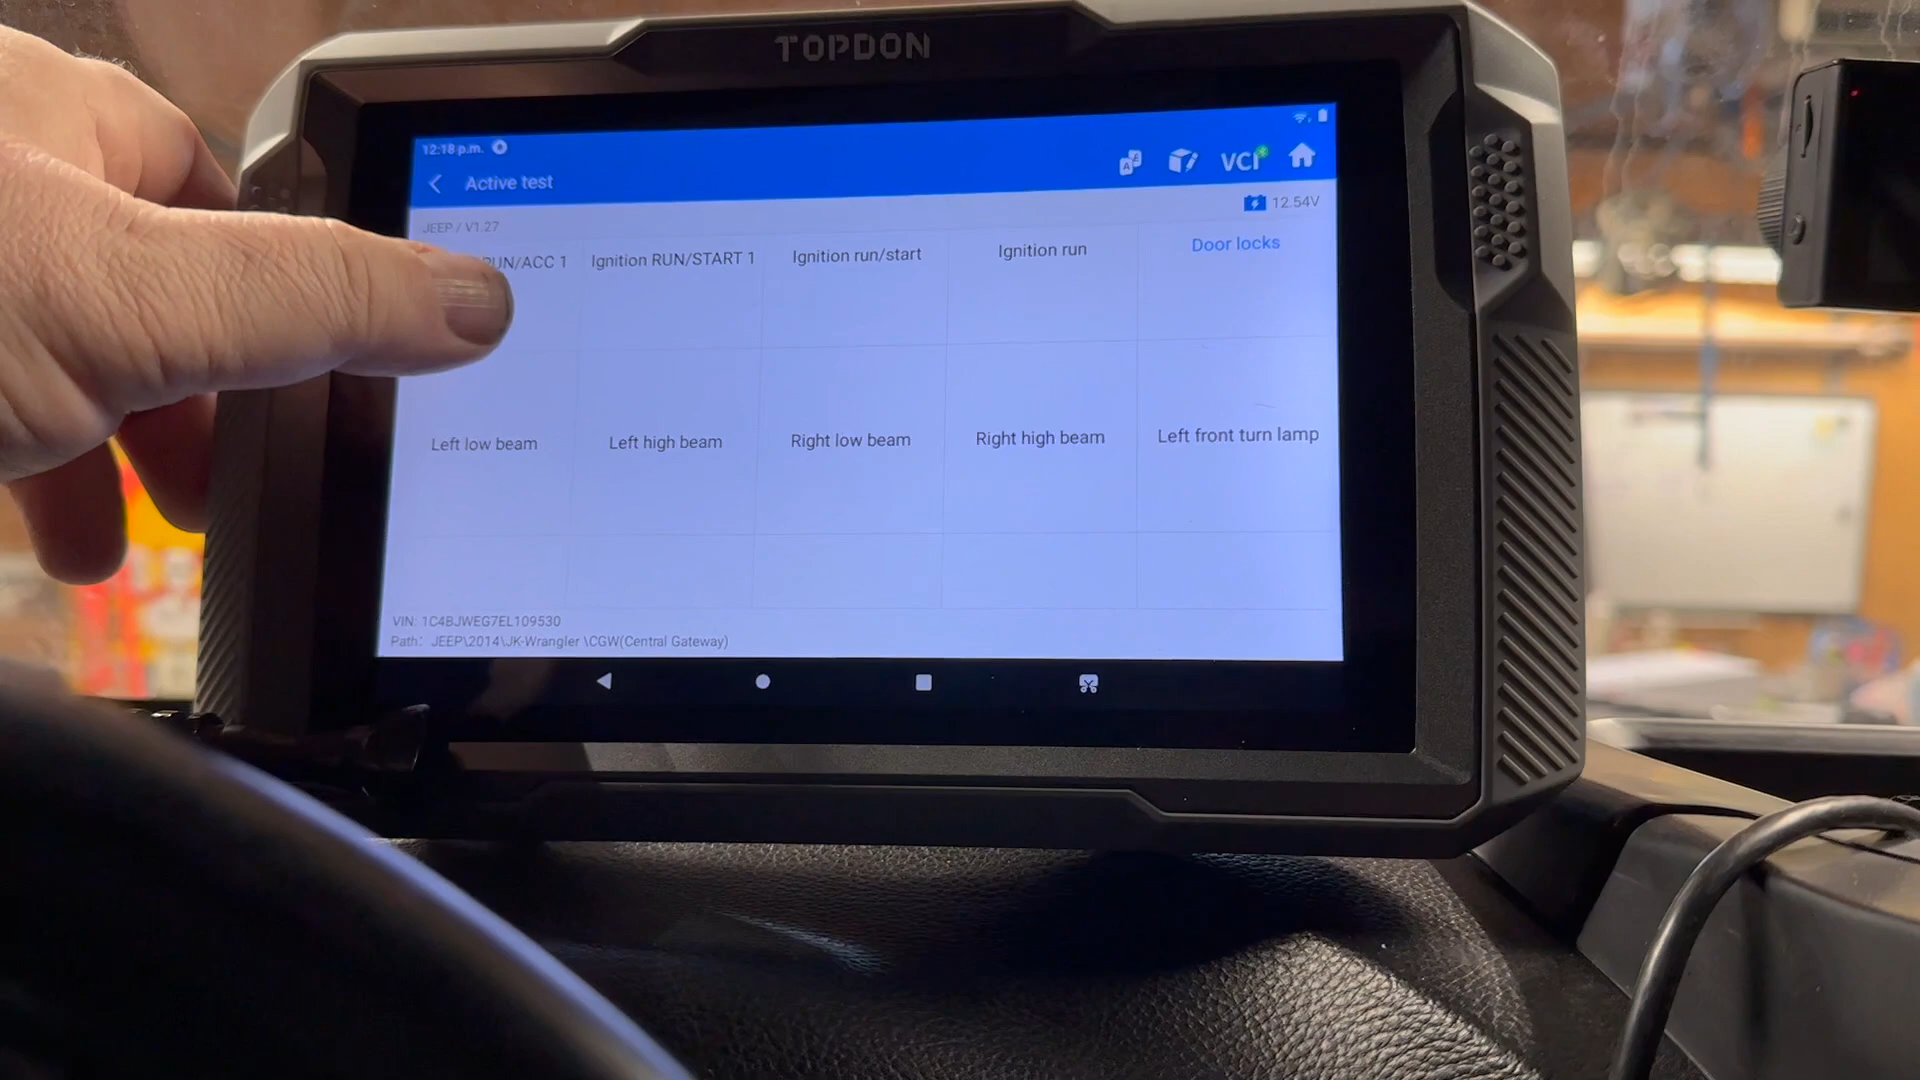 TOPDON
12:18 p.m.
Active test
VCI
12.54V
JEEP / V1.27
RUN/ACC 1
Ignition RUN/START 1
Ignition run/start
Ignition run
Door locks
Left low beam
Left high beam
Right low beam
Right high beam
Left front turn lamp
VIN: 1C4BJWEG7EL109530
Path: JEEP\2014\JK-Wrangler \CGW(Central Gateway)